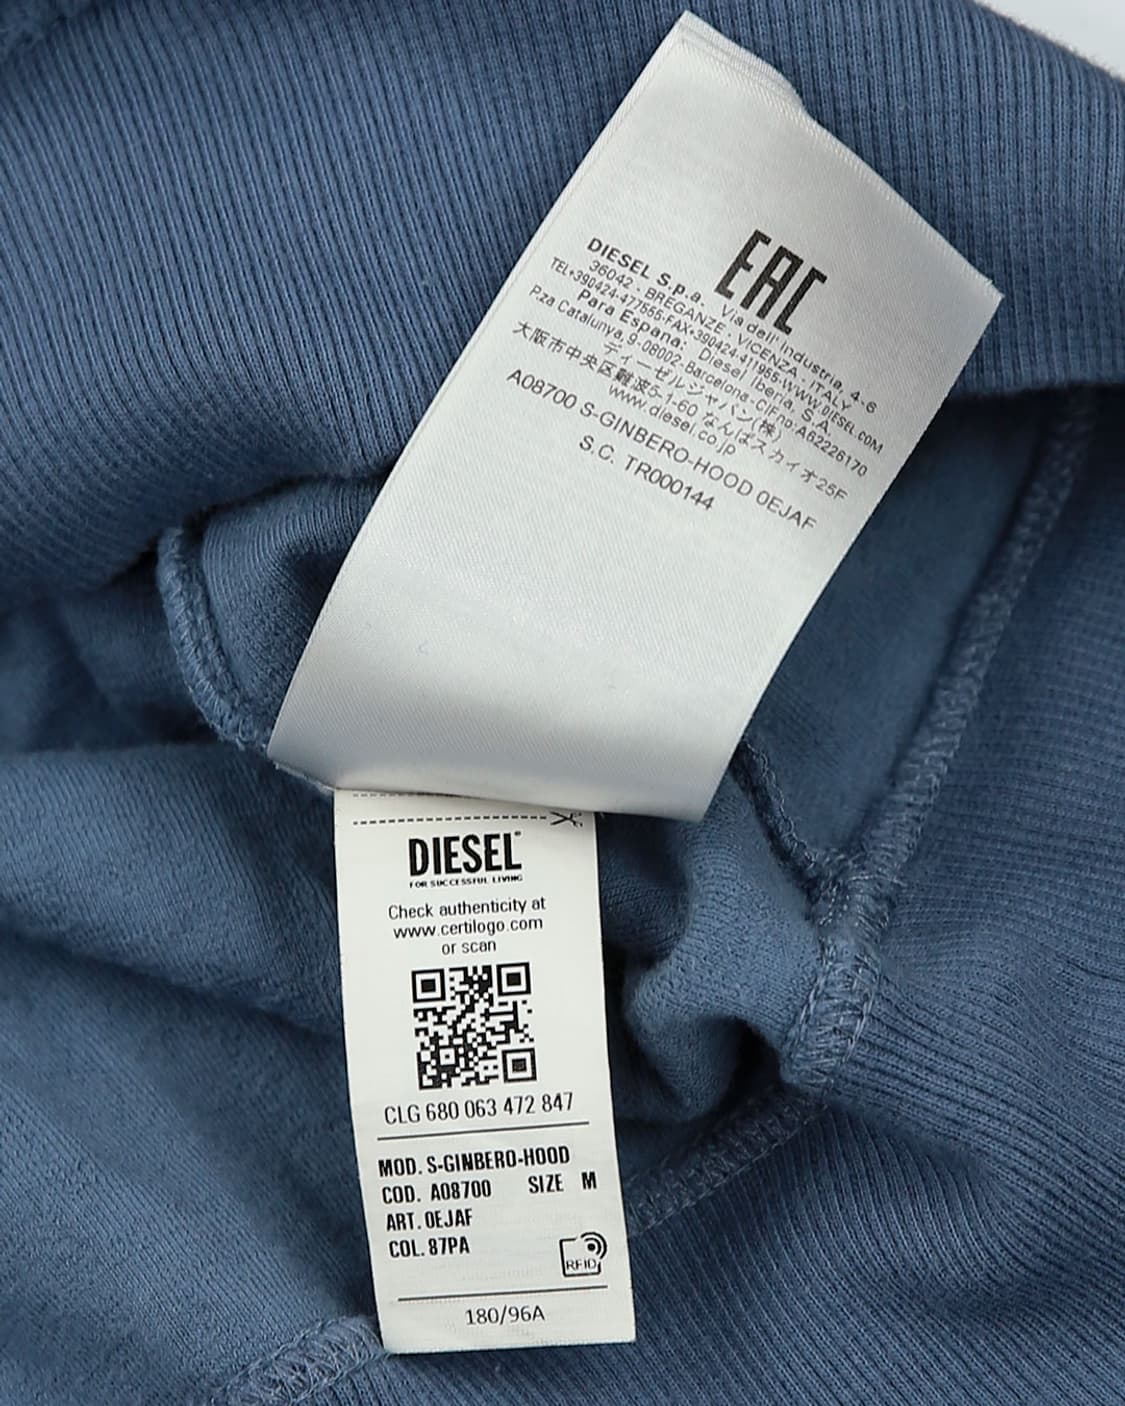 EAC
DIESEL S.p.a. Via dell' Industria, 4-6
36042 - BREGANZE - VICENZA - ITALY
TEL+390424-477555-FAX+390424-411955-WWW.DIESEL.COM
Para Espana: Diesel Iberia, S.A.
P.za Catalunya, 9-08002, Barcelona-CIF no: A62226170
ディーゼルジャパン(株)
大阪市中央区難波5-1-60 なんばスカイオ25F
www.diesel.co.jp
A08700 S-GINBERO-HOOD 0EJAF
S.C. TR000144
DIESEL
FOR SUCCESSFUL LIVING
Check authenticity at
www.certilogo.com
or scan
CLG 680 063 472 847
MOD. S-GINBERO-HOOD
COD. A08700 SIZE M
ART. 0EJAF
COL. 87PA
RFID
180/96A